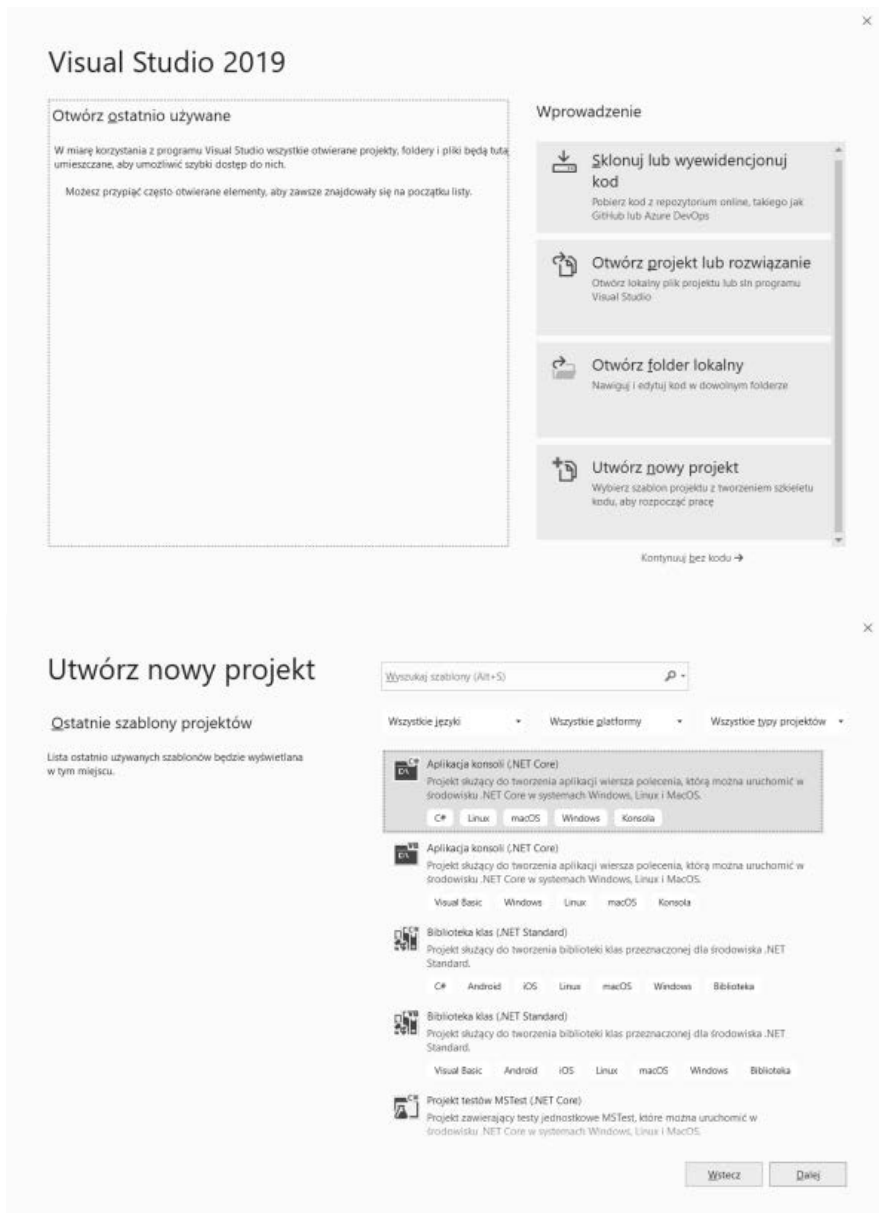 Visual Studio 2019
Otwórz ostatnio używane
W miarę korzystania z programu Visual Studio wszystkie otwierane projekty, foldery i pliki będą tuta
umieszczane, aby umożliwić szybki dostęp do nich.
Możesz przypiąć często otwierane elementy, aby zawsze znajdowały się na początku listy.
Wprowadzenie
Sklonuj lub wyewidencjonuj
kod
Pobierz kod z repozytorium online, takiego jak
GitHub lub Azure DevOps
Otwórz projekt lub rozwiązanie
Otwórz lokalny plik projektu lub sln programu
Visual Studio
Otwórz folder lokalny
Nawiguj i edytuj kod w dowolnym folderze
Utwórz nowy projekt
Wybierz szablon projektu z tworzeniem szkieletu
kodu, aby rozpocząć pracę
Kontynuuj bez kodu →
Utwórz nowy projekt
Ostatnie szablony projektów
Lista ostatnio używanych szablonów będzie wyświetlana
w tym miejscu.
Wyszukaj szablony (Alt+S)
Wszystkie języki Wszystkie platformy Wszystkie typy projektów
Aplikacja konsoli (.NET Core)
Projekt służący do tworzenia aplikacji wiersza polecenia, którą można uruchomić w
środowisku .NET Core w systemach Windows, Linux i MacOS.
C# Linux macOS Windows Konsola
Aplikacja konsoli (.NET Core)
Projekt służący do tworzenia aplikacji wiersza polecenia, którą można uruchomić w
środowisku .NET Core w systemach Windows, Linux i MacOS.
Visual Basic Windows Linux macOS Konsola
Biblioteka klas (.NET Standard)
Projekt służący do tworzenia biblioteki klas przeznaczonej dla środowiska .NET
Standard.
C# Android iOS Linux macOS Windows Biblioteka
Biblioteka klas (.NET Standard)
Projekt służący do tworzenia biblioteki klas przeznaczonej dla środowiska .NET
Standard.
Visual Basic Android iOS Linux macOS Windows Biblioteka
Projekt testów MSTest (.NET Core)
Projekt zawierający testy jednostkowe MSTest, które można uruchomić w
środowisku .NET Core w systemach Windows, Linux i MacOS.
Wstecz Dalej